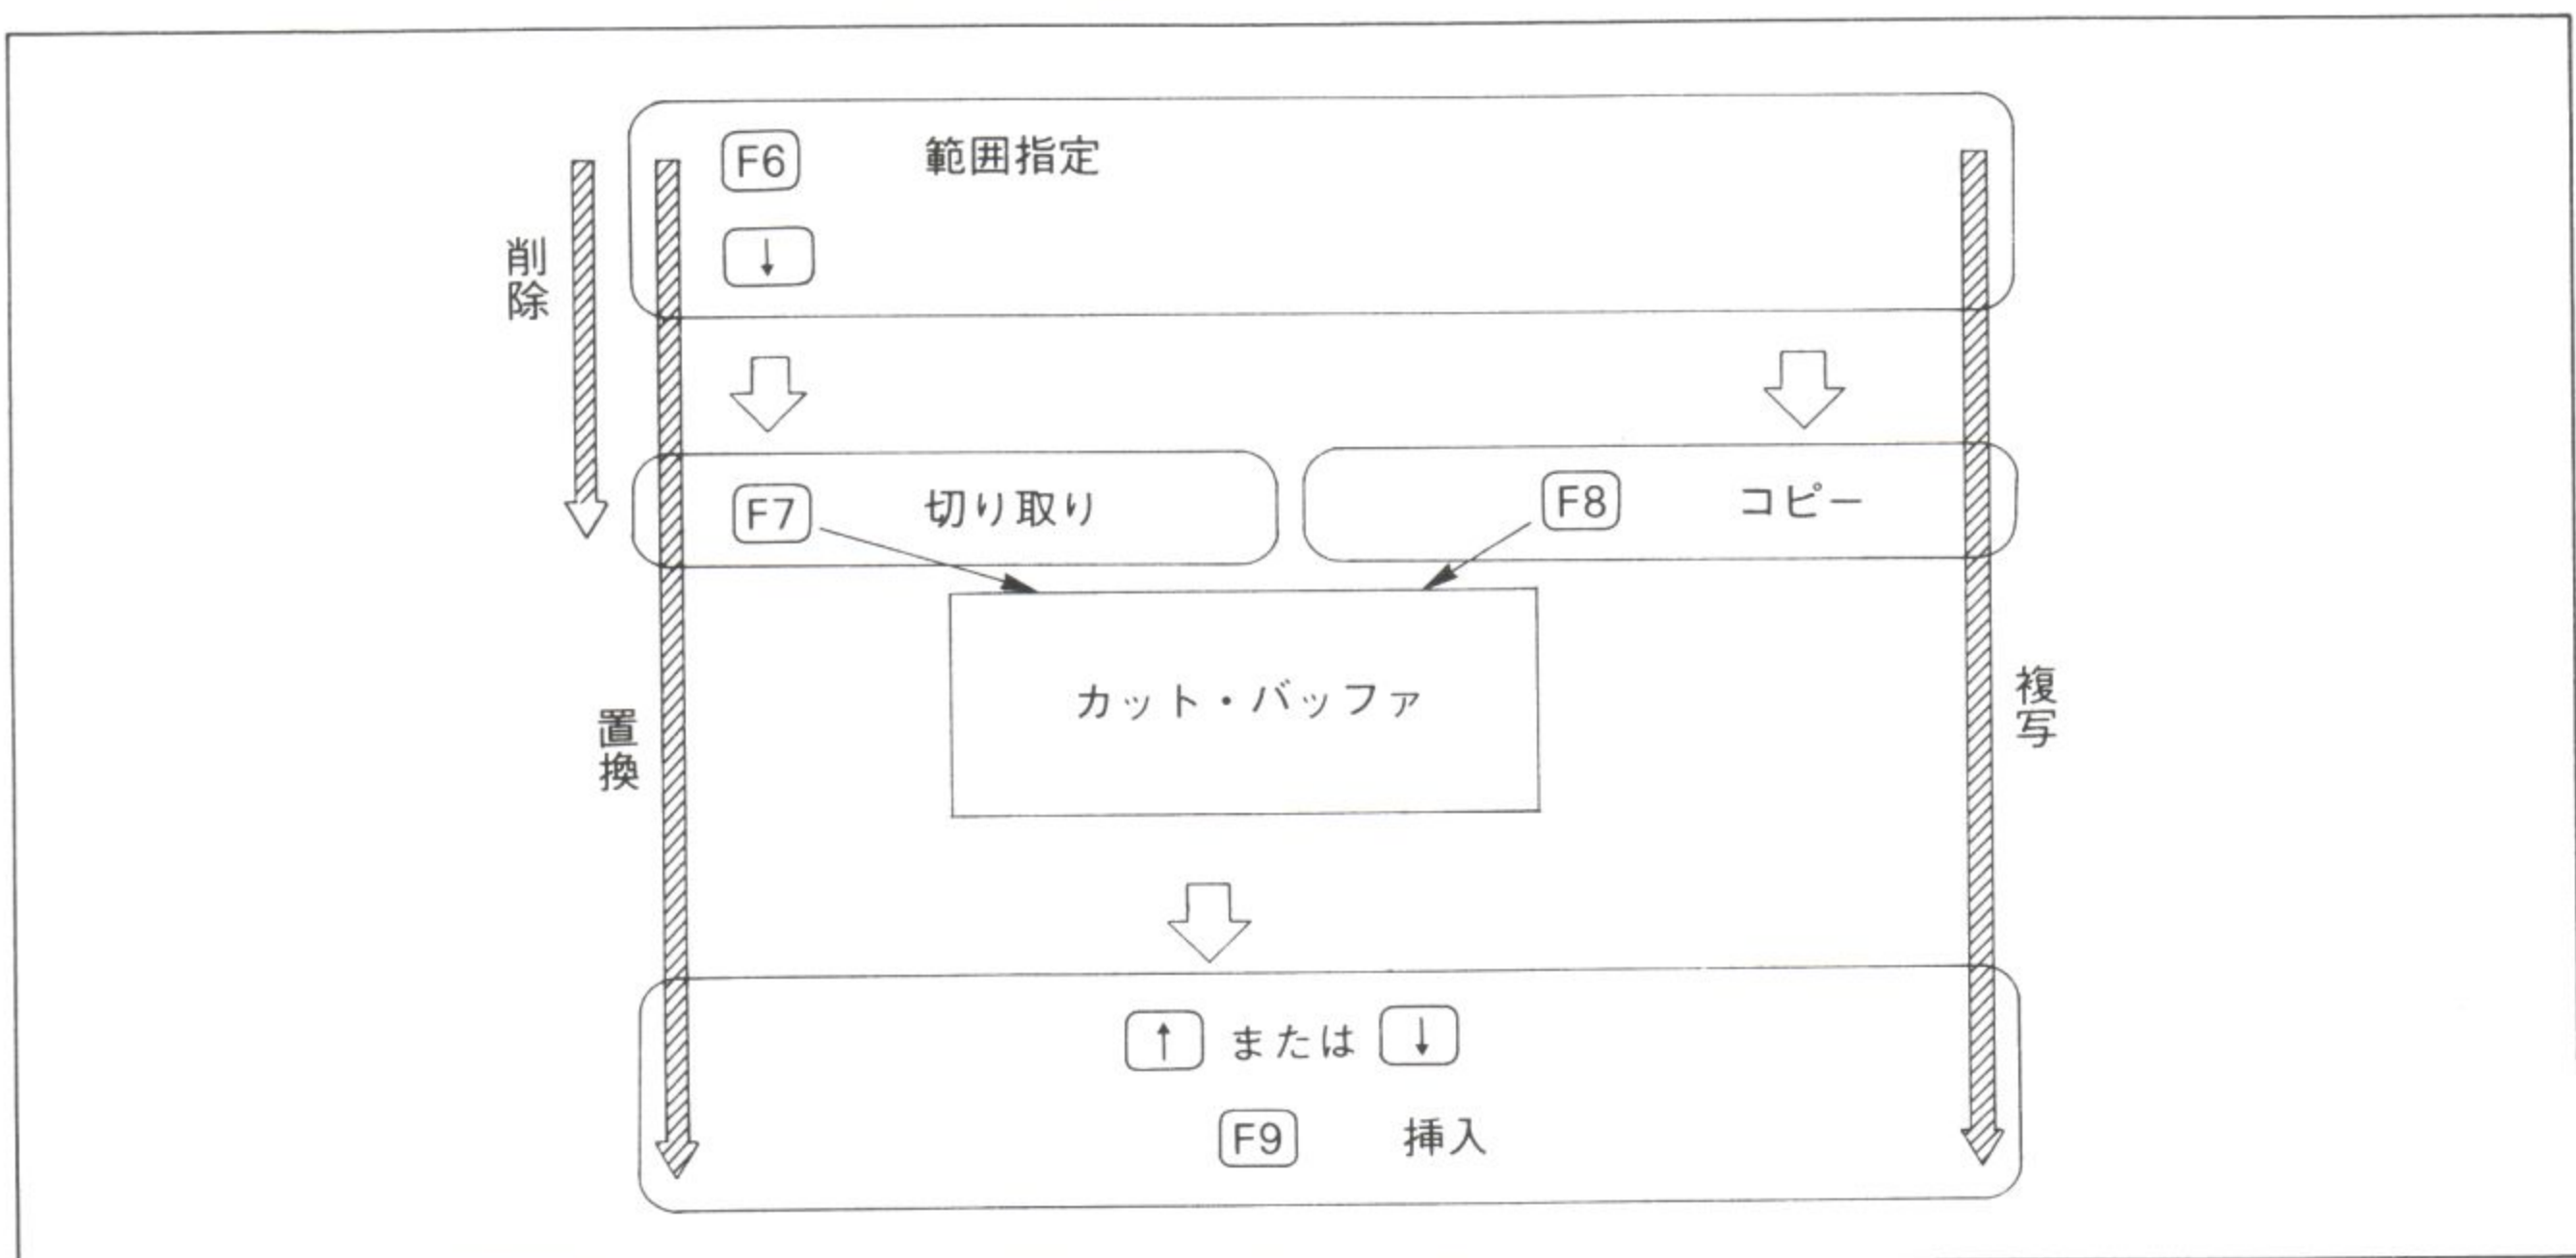 F6 範囲指定
↓
削除
F7 切り取り
F8 コピー
カット・バッファ
置換
複写
↑ または ↓
F9 挿入